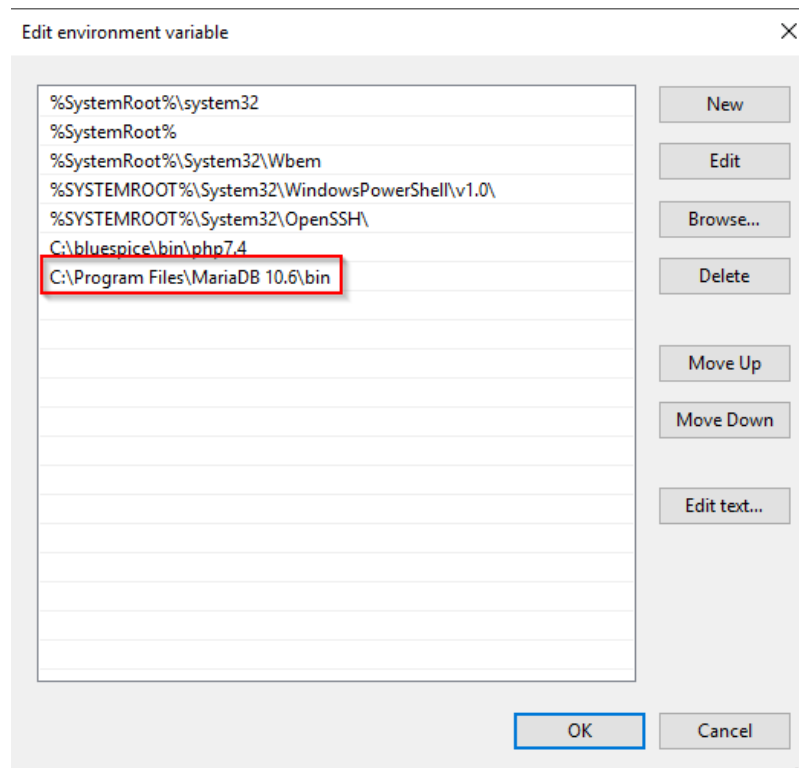 Edit environment variable
%SystemRoot%\system32
%SystemRoot%
%SystemRoot%\System32\Wbem
%SYSTEMROOT%\System32\WindowsPowerShell\v1.0\
%SYSTEMROOT%\System32\OpenSSH\
C:\bluespice\bin\php7.4
C:\Program Files\MariaDB 10.6\bin
New
Edit
Browse...
Delete
Move Up
Move Down
Edit text...
OK
Cancel